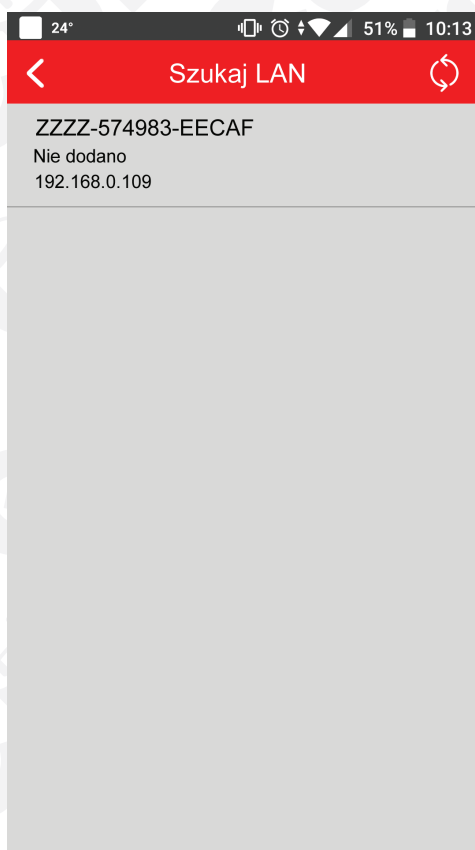 24° 51% 10:13
Szukaj LAN
ZZZZ-574983-EECAF
Nie dodano
192.168.0.109